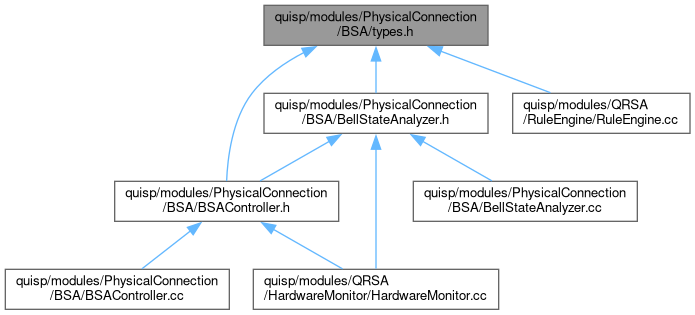 quisp/modules/PhysicalConnection
/BSA/types.h
quisp/modules/PhysicalConnection
/BSA/BellStateAnalyzer.h
quisp/modules/QRSA
/RuleEngine/RuleEngine.cc
quisp/modules/PhysicalConnection
/BSA/BSAController.h
quisp/modules/PhysicalConnection
/BSA/BellStateAnalyzer.cc
quisp/modules/PhysicalConnection
/BSA/BSAController.cc
quisp/modules/QRSA
/HardwareMonitor/HardwareMonitor.cc